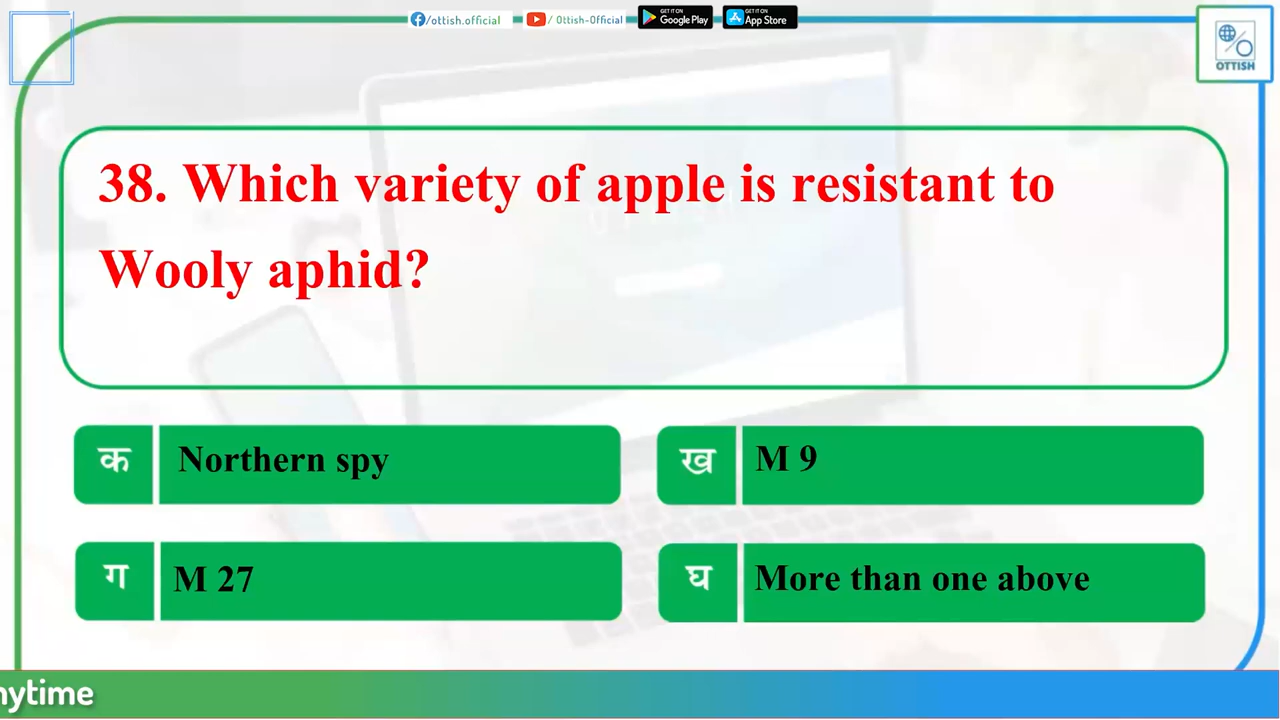 /ottish.official
/ Ottish-Official
GET IT ON
Google Play
GET IT ON
App Store
OTTISH
38. Which variety of apple is resistant to
Wooly aphid?
क Northern spy
ख M 9
ग M 27
घ More than one above
nytime